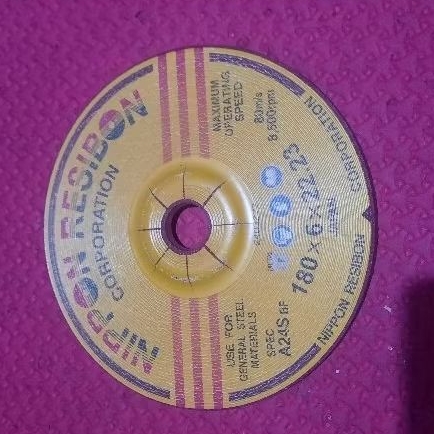 NIPPON RESIBON
CORPORATION
MAXIMUM
OPERATING
SPEED
80m/s
8,500rpm
USE FOR
GENERAL STEEL
MATERIALS
SPEC
A24S BF
180×6×22.23
NIPPON RESIBON CORPORATION